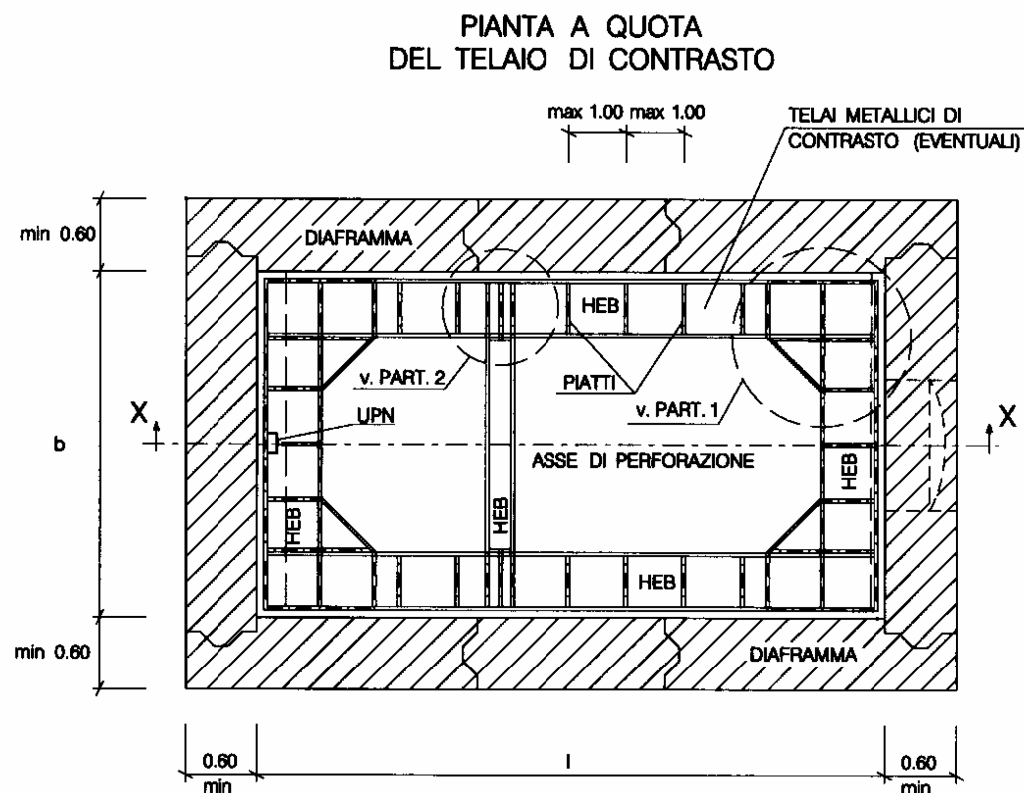 PIANTA A QUOTA
DEL TELAIO DI CONTRASTO
max 1.00 max 1.00
TELAI METALLICI DI
CONTRASTO (EVENTUALI)
min 0.60
DIAFRAMMA
HEB
v. PART. 2
PIATTI
v. PART. 1
UPN
X
X
b
ASSE DI PERFORAZIONE
HEB
HEB
HEB
HEB
min 0.60
DIAFRAMMA
0.60
min
l
0.60
min